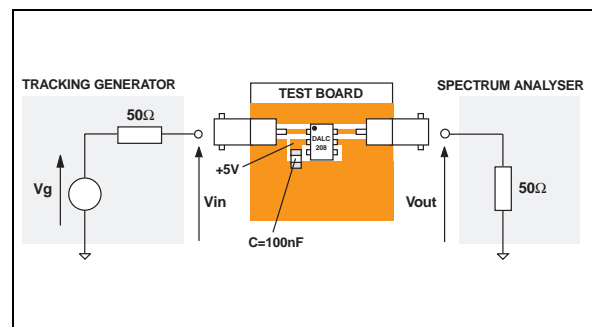 TRACKING GENERATOR
TEST BOARD
SPECTRUM ANALYSER
50Ω
DALC
208
+5V
Vg
Vin
Vout
50Ω
C=100nF